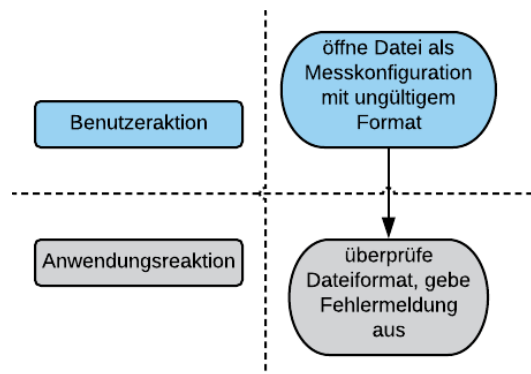 Benutzeraktion
öffne Datei als
Messkonfiguration
mit ungültigem
Format
Anwendungsreaktion
überprüfe
Dateiformat, gebe
Fehlermeldung
aus